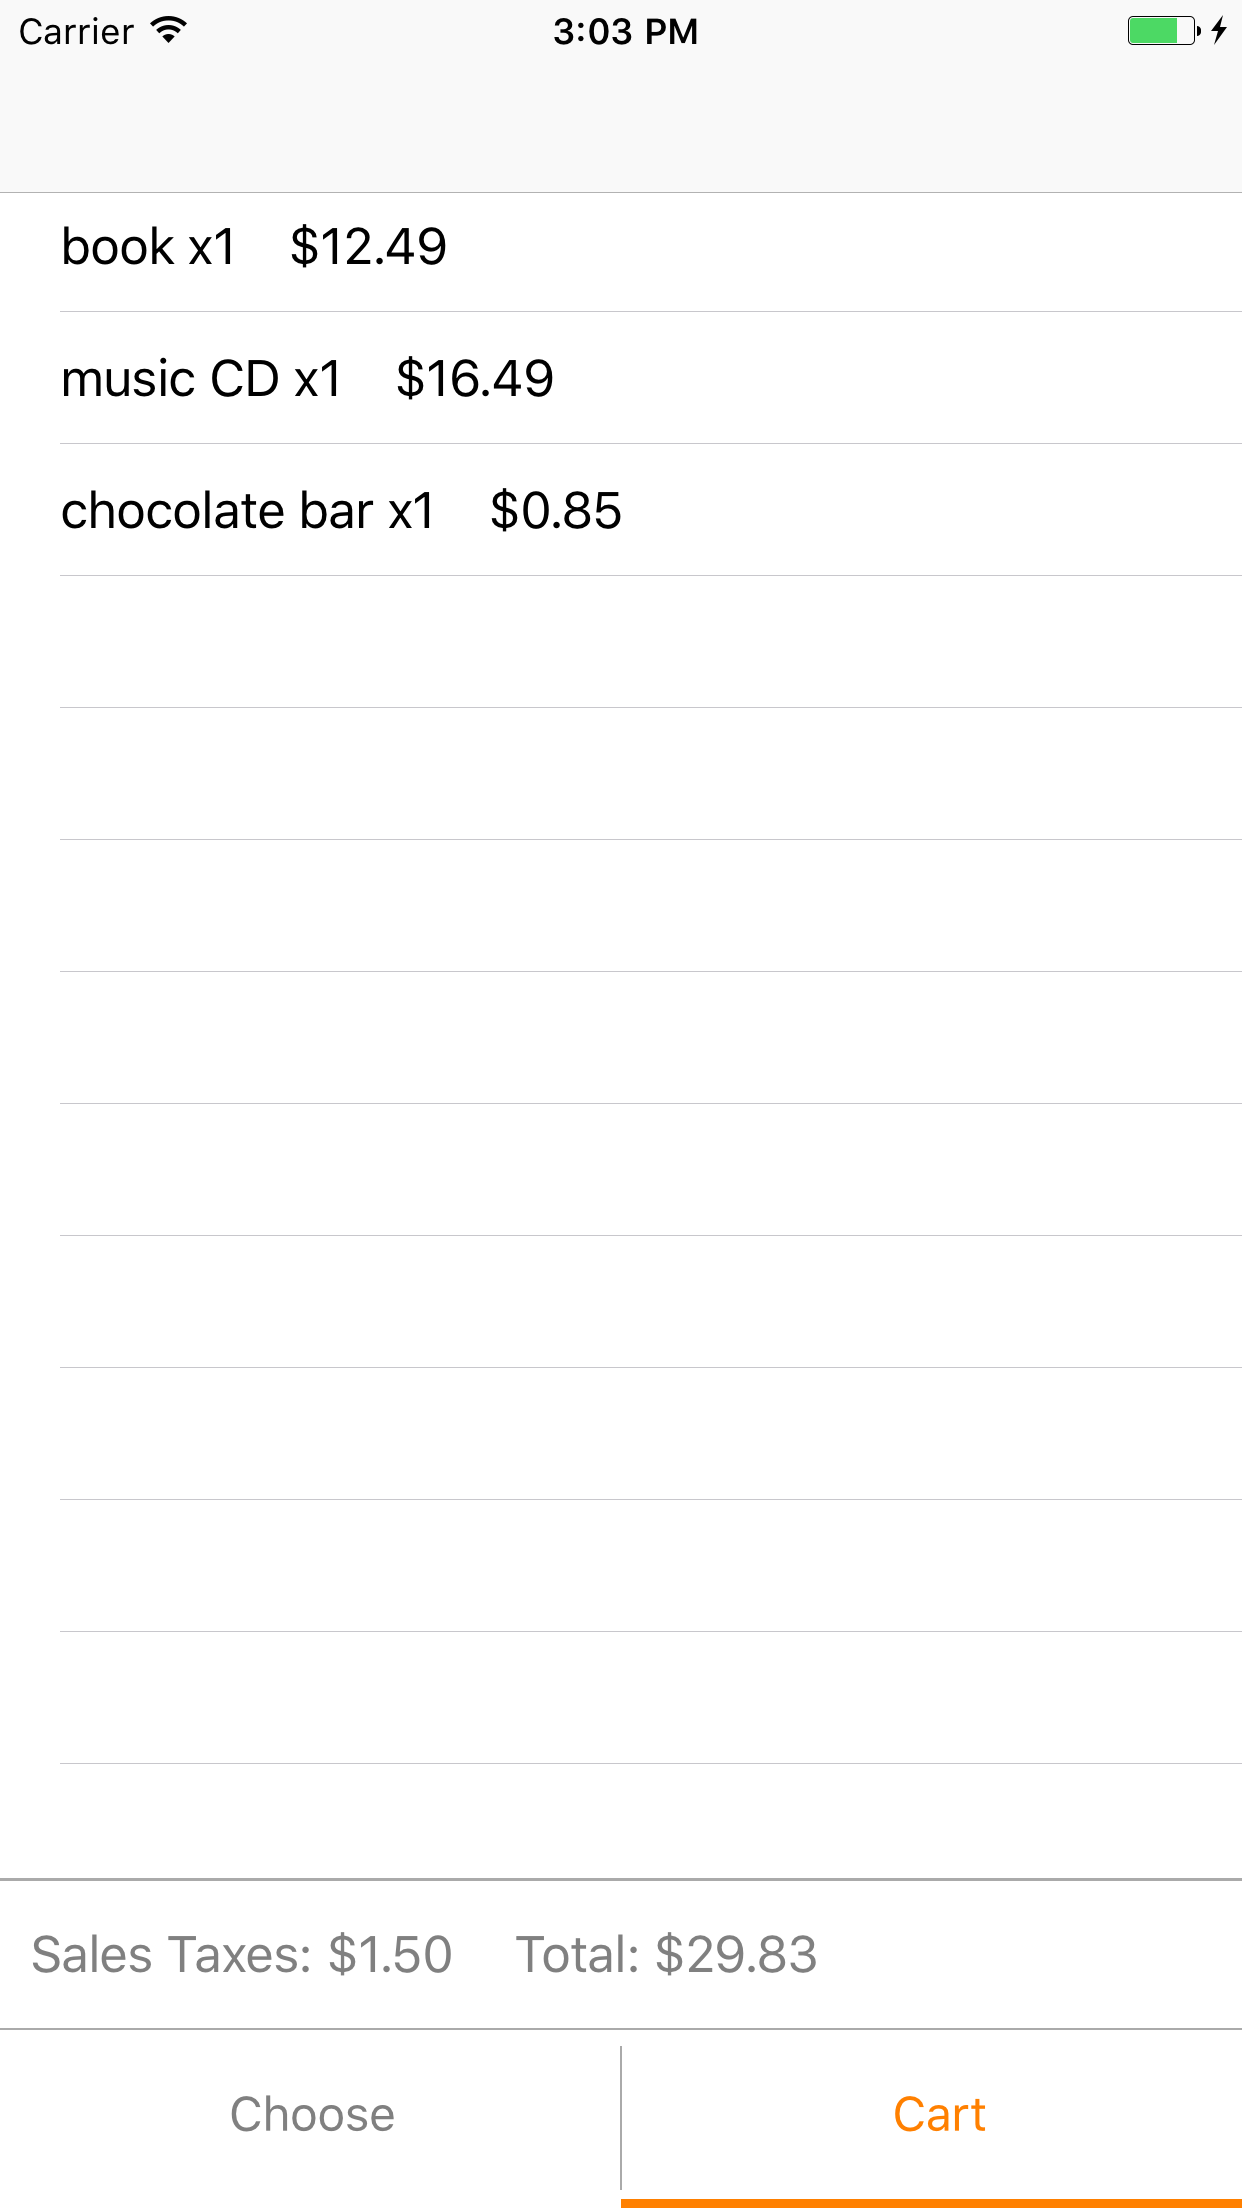 Carrier 3:03 PM
book x1 $12.49
music CD x1 $16.49
chocolate bar x1 $0.85
Sales Taxes: $1.50 Total: $29.83
Choose Cart